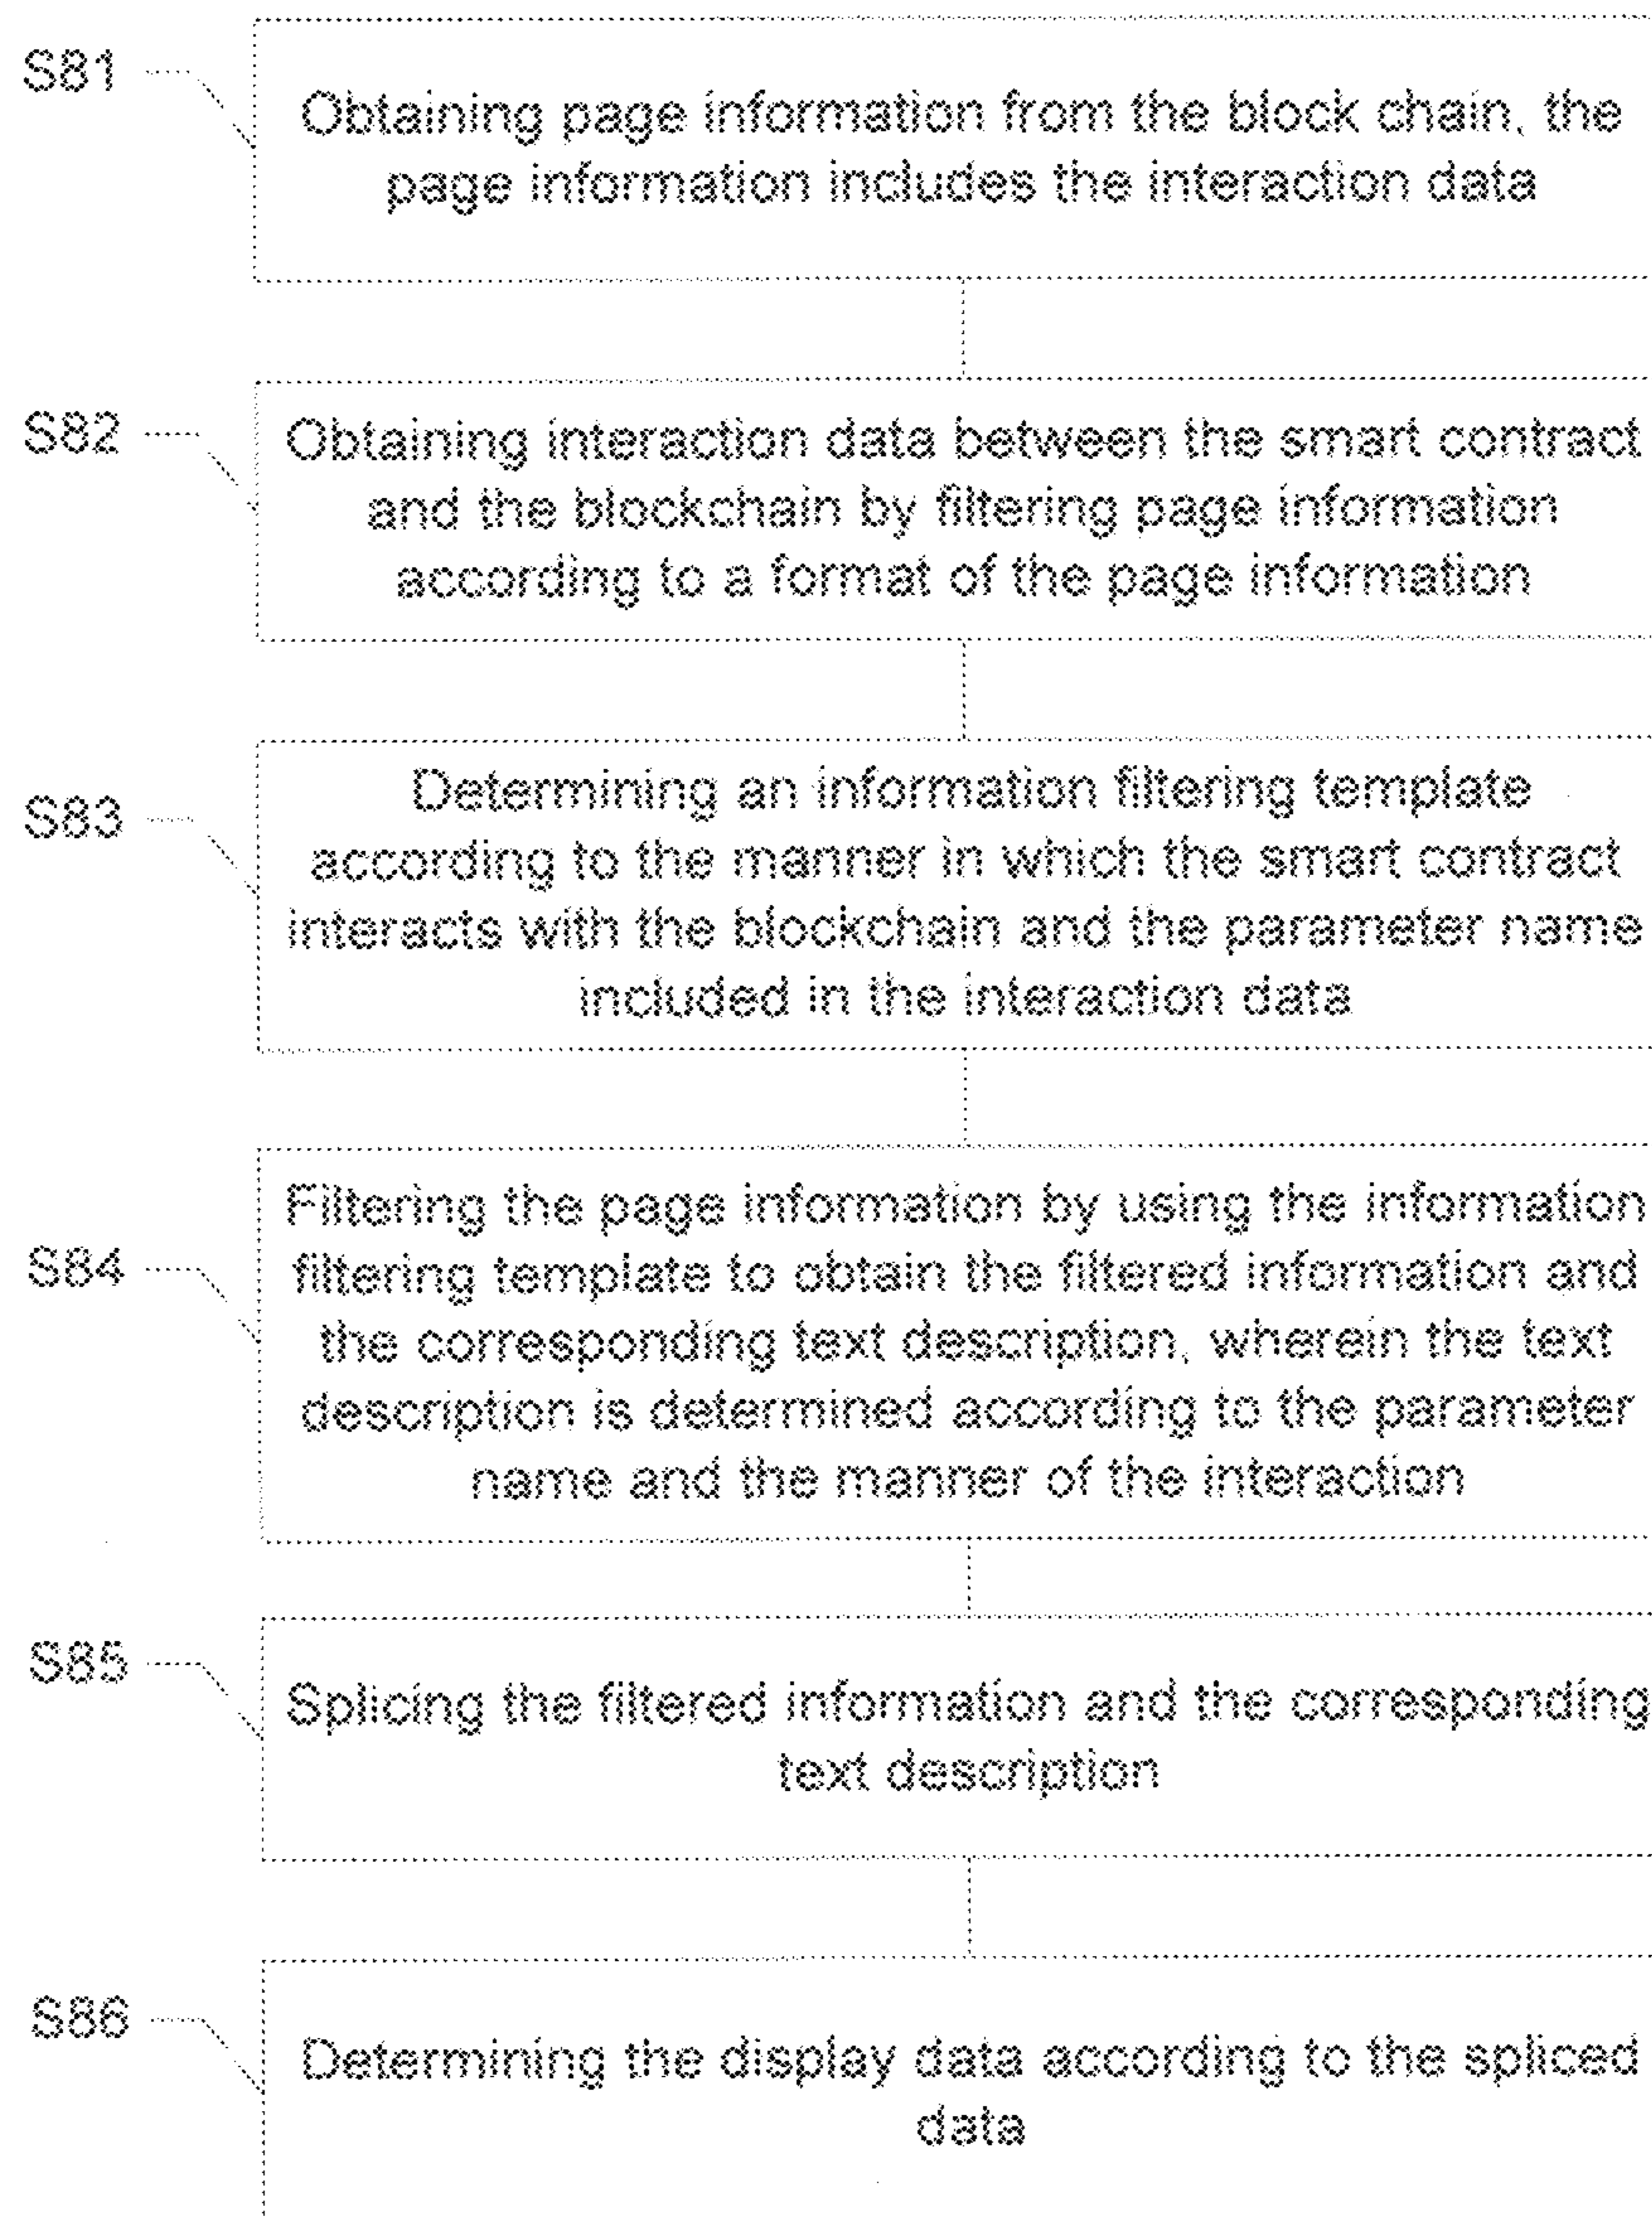 S81
Obtaining page information from the block chain, the
page information includes the interaction data
S82
Obtaining interaction data between the smart contract
and the blockchain by filtering page information
according to a format of the page information
S83
Determining an information filtering template
according to the manner in which the smart contract
interacts with the blockchain and the parameter name
included in the interaction data
S84
Filtering the page information by using the information
filtering template to obtain the filtered information and
the corresponding text description, wherein the text
description is determined according to the parameter
name and the manner of the interaction
S85
Splicing the filtered information and the corresponding
text description
S86
Determining the display data according to the spliced
data